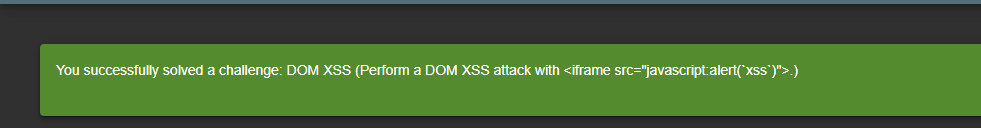 You successfully solved a challenge: DOM XSS (Perform a DOM XSS attack with <iframe src="javascript:alert(`xss`)">.)